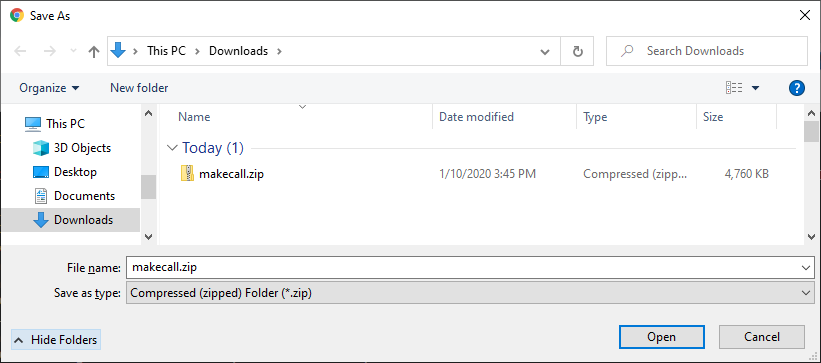 Save As
This PC > Downloads >
Search Downloads
Organize
New folder
?
Name Date modified Type Size
This PC
3D Objects
Desktop
Documents
Downloads
Today (1)
makecall.zip 1/10/2020 3:45 PM Compressed (zipp... 4,760 KB
File name: makecall.zip
Save as type: Compressed (zipped) Folder (*.zip)
Hide Folders
Open
Cancel